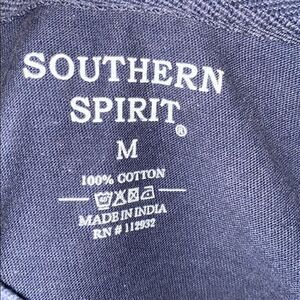 SOUTHERN
SPIRIT®
M
100% COTTON
MADE IN INDIA
RN # 112932